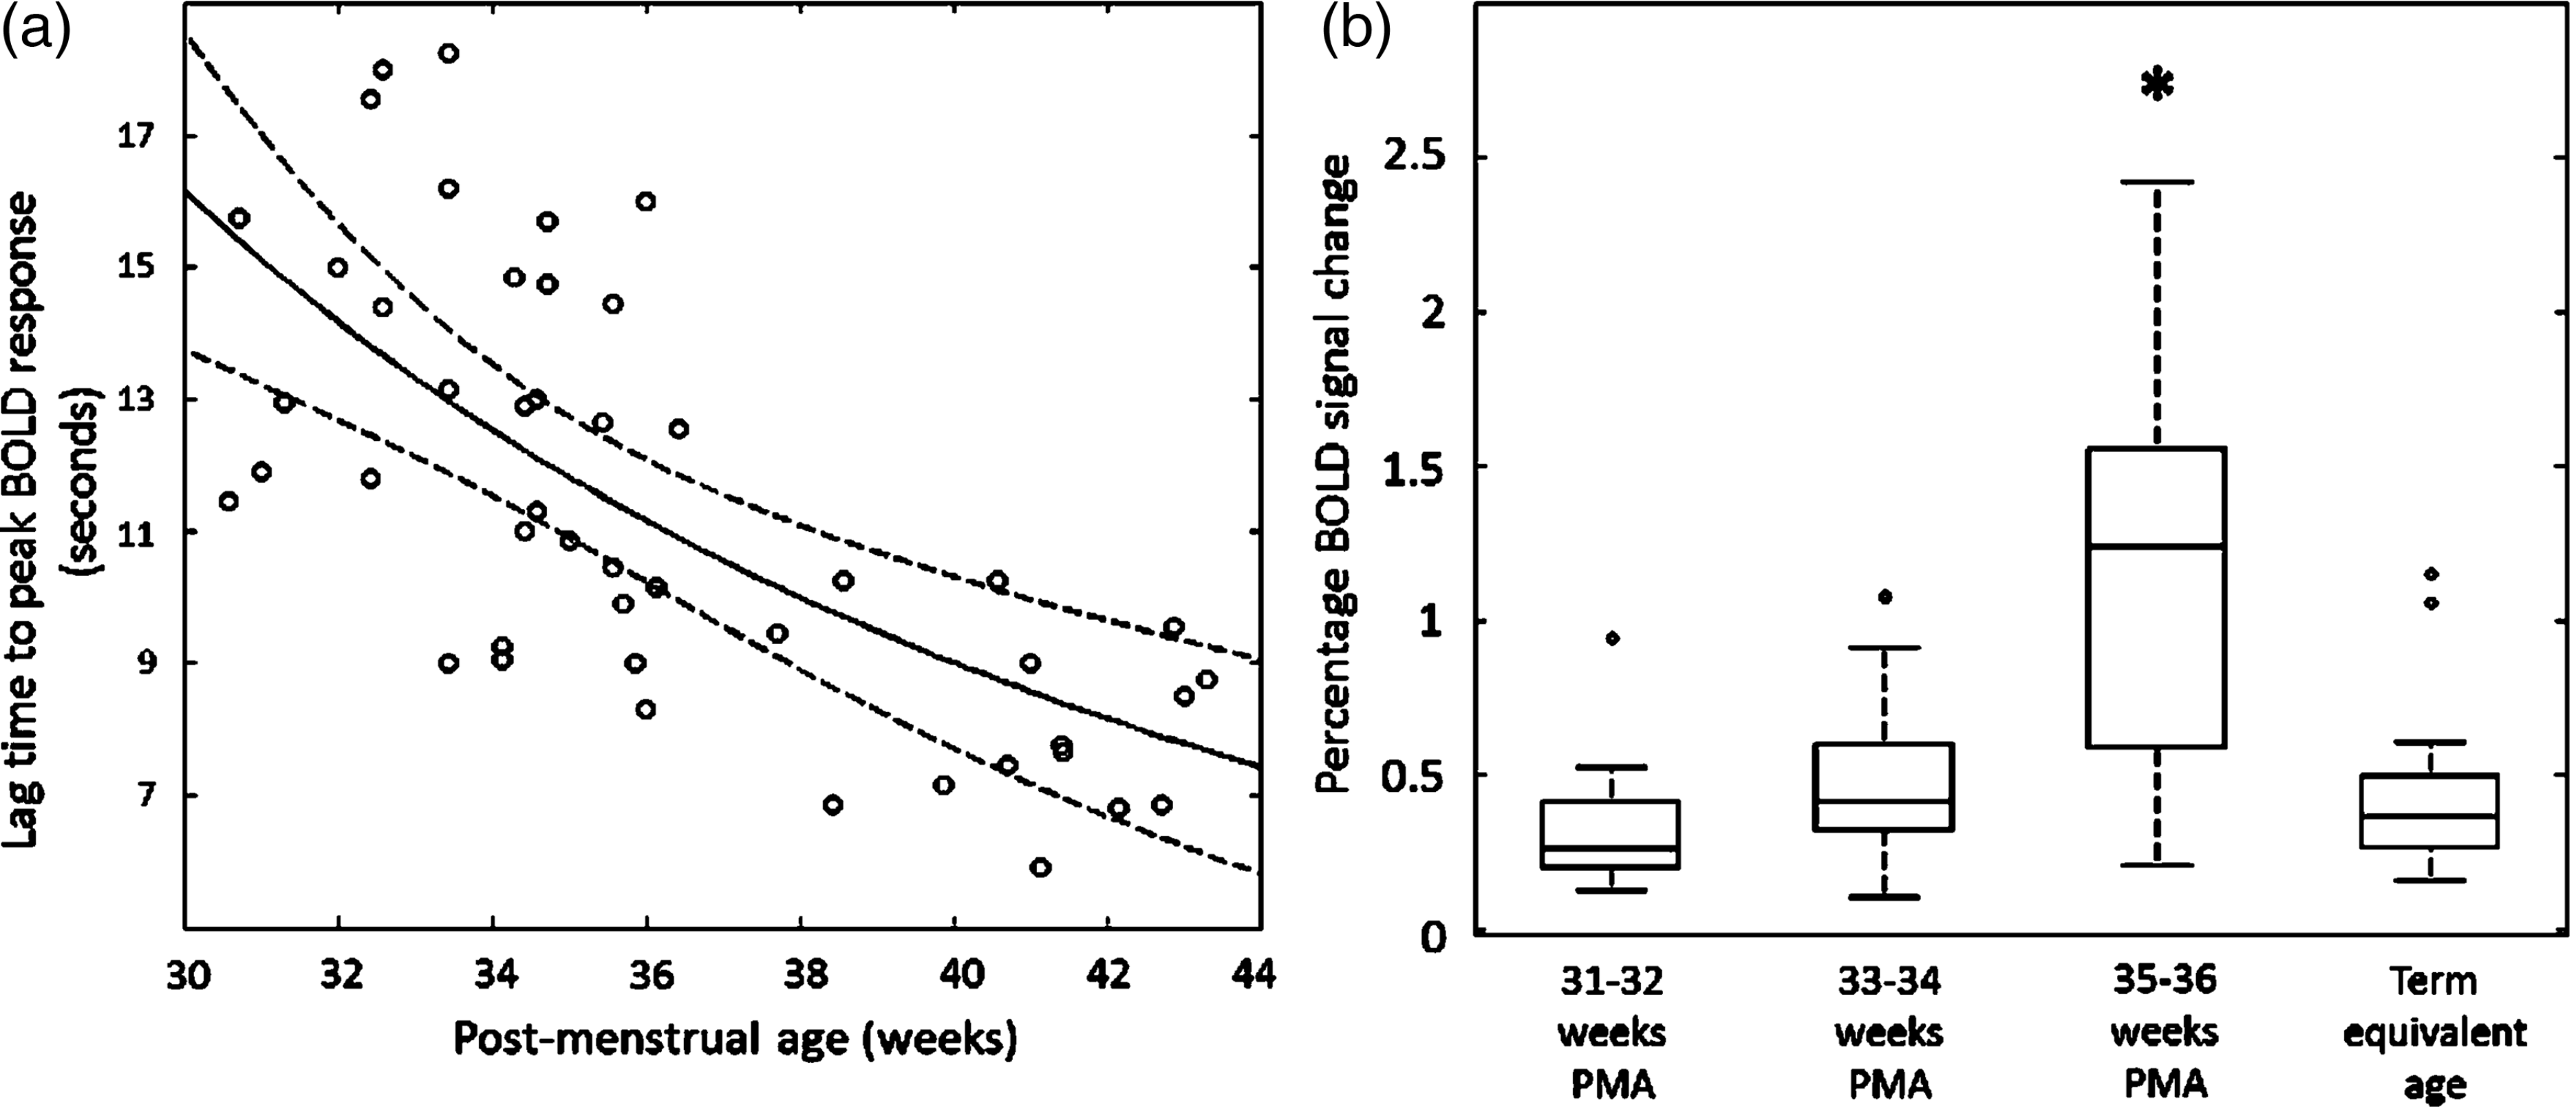 (a)
Lag time to peak BOLD response
(seconds)
17
15
13
11
9
7
30 32 34 36 38 40 42 44
Post-menstrual age (weeks)
(b)
Percentage BOLD signal change
2.5
2
1.5
1
0.5
0
*
31-32
weeks
PMA
33-34
weeks
PMA
35-36
weeks
PMA
Term
equivalent
age